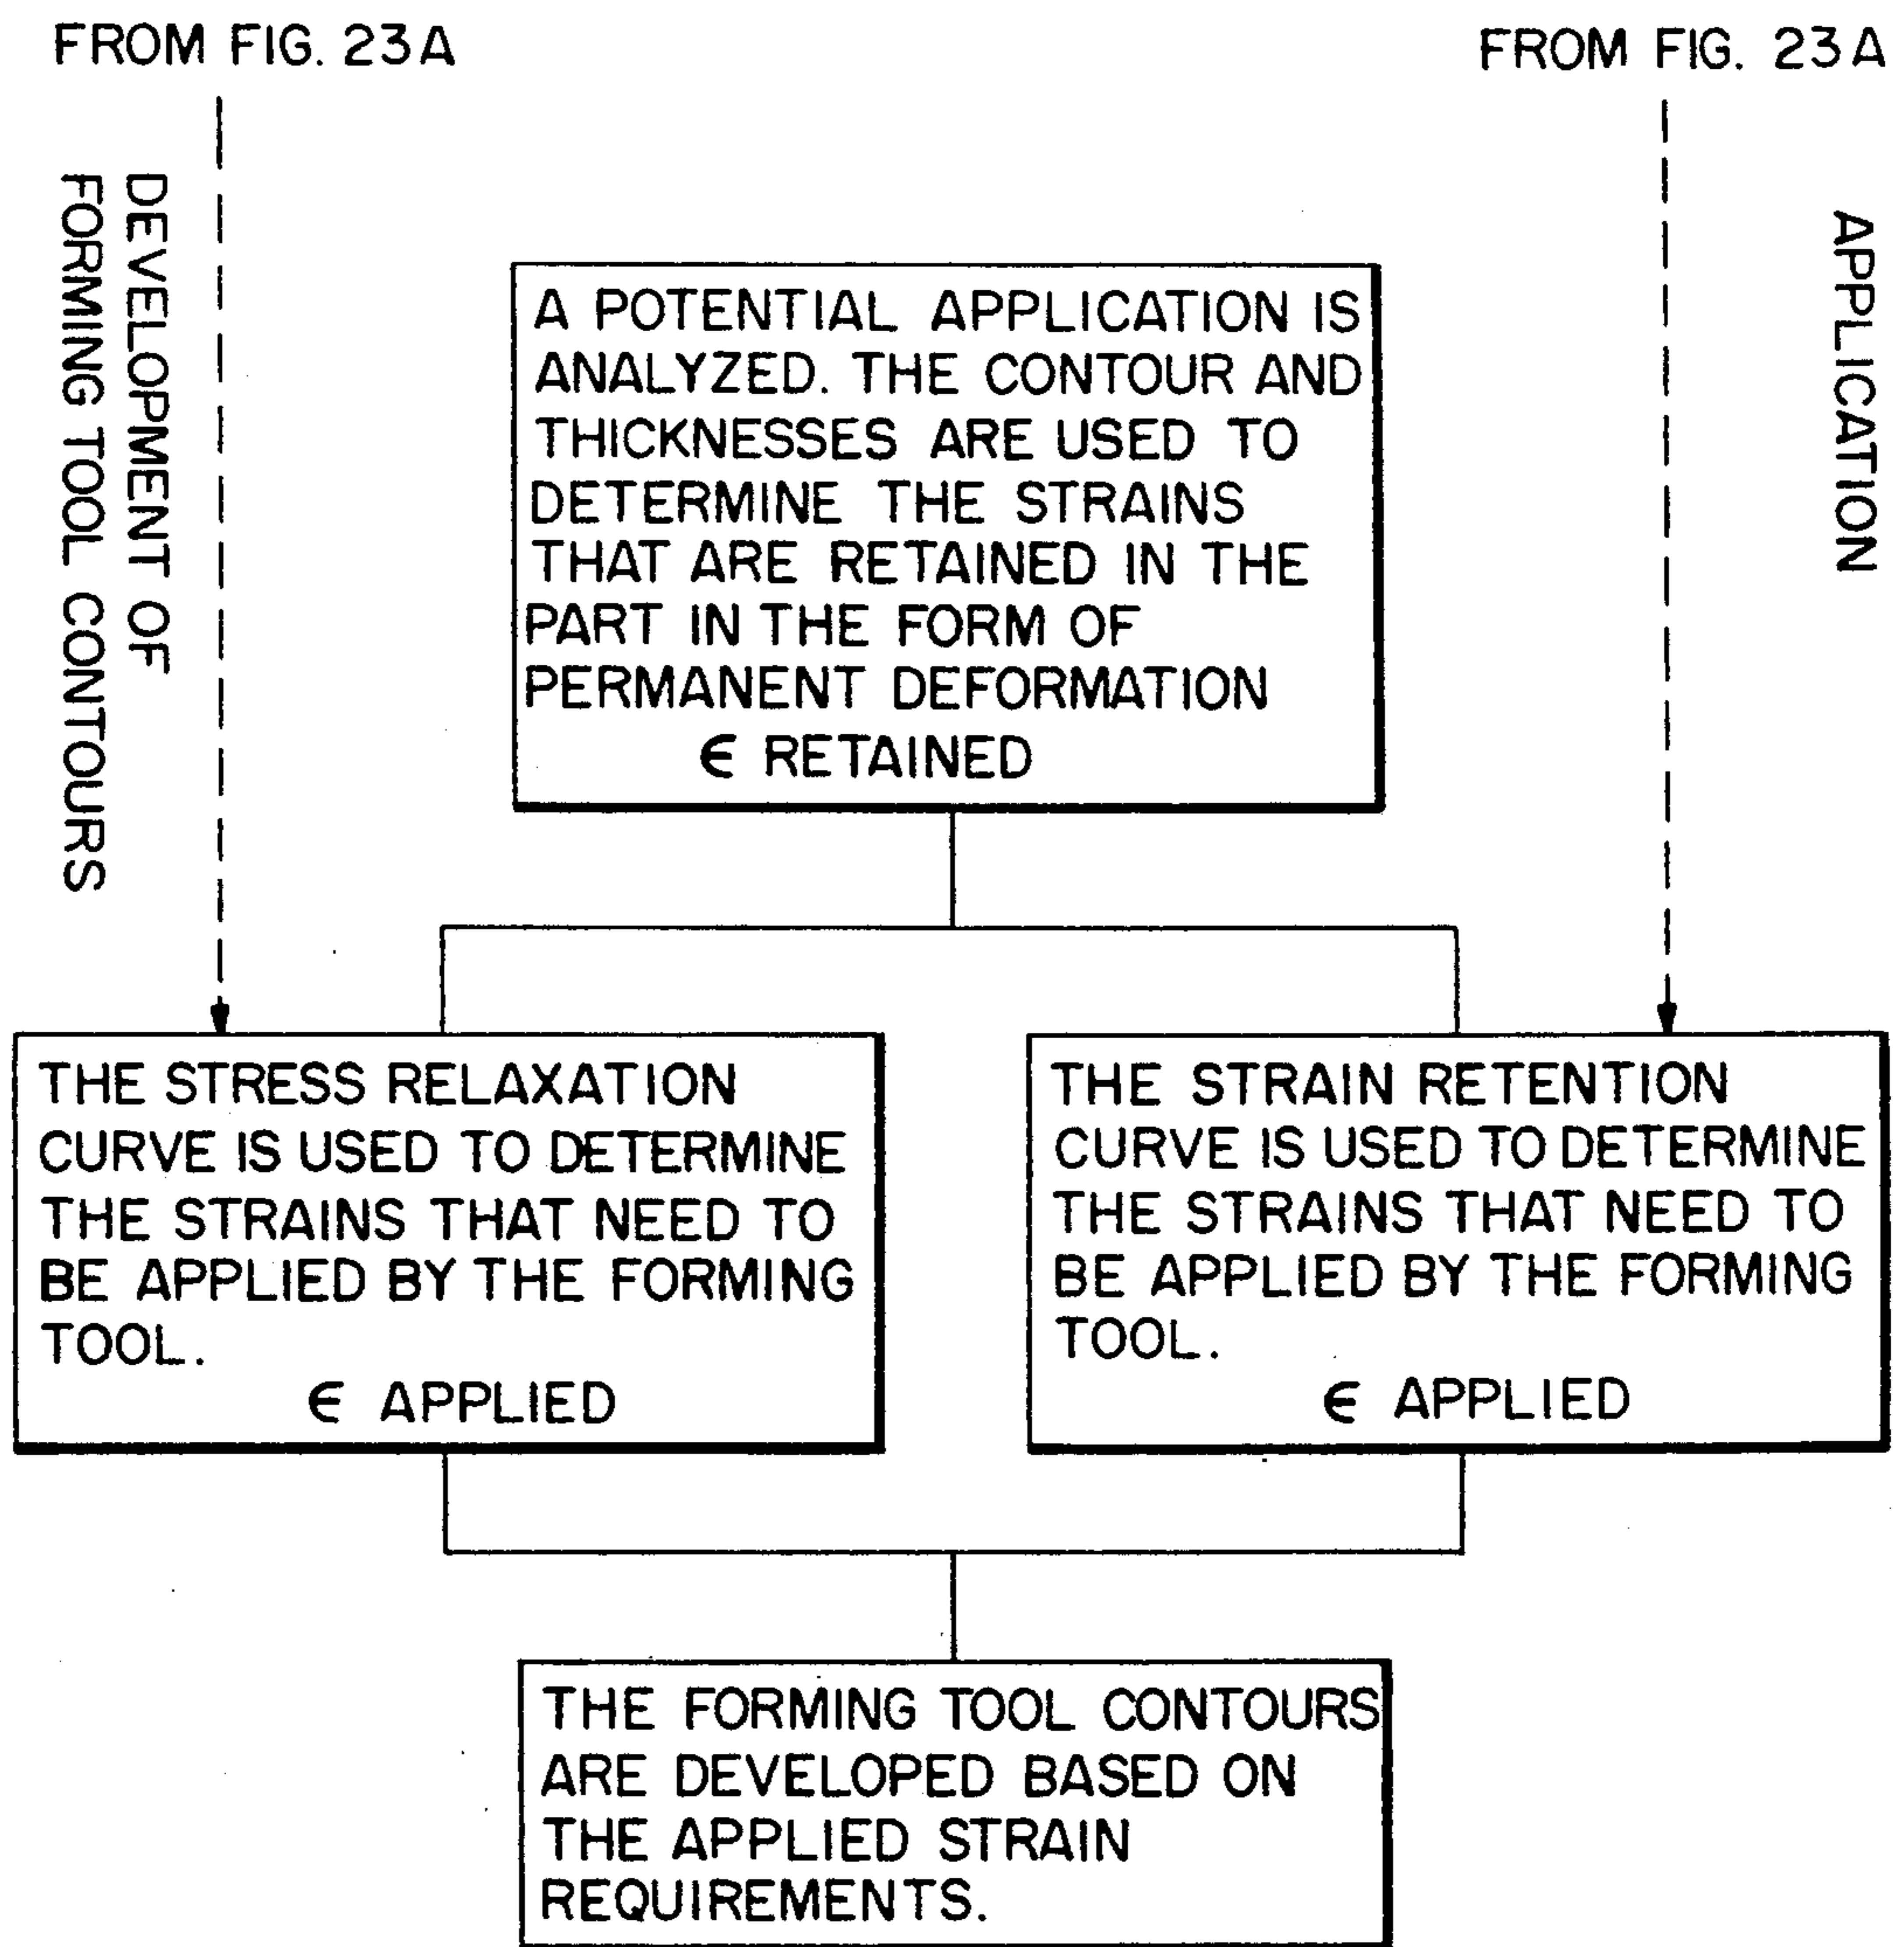 FROM FIG. 23A
FROM FIG. 23A
DEVELOPMENT OF
FORMING TOOL CONTOURS
APPLICATION
A POTENTIAL APPLICATION IS
ANALYZED. THE CONTOUR AND
THICKNESSES ARE USED TO
DETERMINE THE STRAINS
THAT ARE RETAINED IN THE
PART IN THE FORM OF
PERMANENT DEFORMATION
ϵ RETAINED
THE STRESS RELAXATION
CURVE IS USED TO DETERMINE
THE STRAINS THAT NEED TO
BE APPLIED BY THE FORMING
TOOL.
ϵ APPLIED
THE STRAIN RETENTION
CURVE IS USED TO DETERMINE
THE STRAINS THAT NEED TO
BE APPLIED BY THE FORMING
TOOL.
ϵ APPLIED
THE FORMING TOOL CONTOURS
ARE DEVELOPED BASED ON
THE APPLIED STRAIN
REQUIREMENTS.